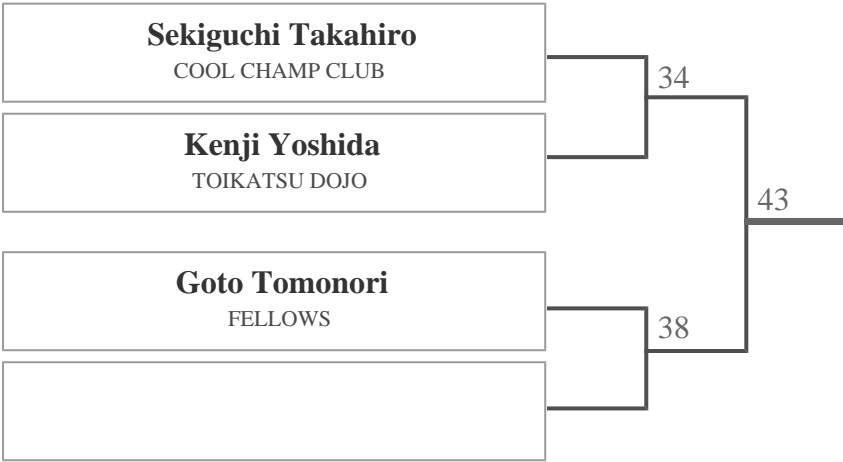 Sekiguchi Takahiro
COOL CHAMP CLUB
34
Kenji Yoshida
TOIKATSU DOJO
43
Goto Tomonori
FELLOWS
38